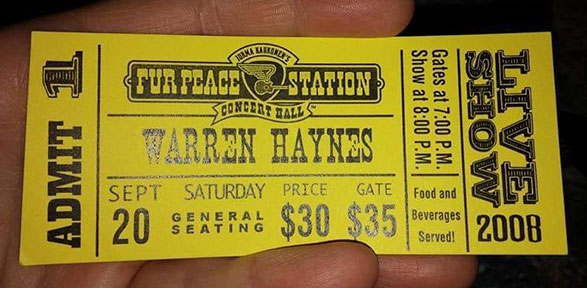 ADMIT 1
JORMA KAUKONEN'S
FUR PEACE STATION
CONCERT HALL™
WARREN HAYNES
SEPT SATURDAY PRICE GATE
20 GENERAL SEATING $30 $35
Gates at 7:00 P.M.
Show at 8:00 P.M.
Food and
Beverages
Served!
LIVE
SHOW
2008